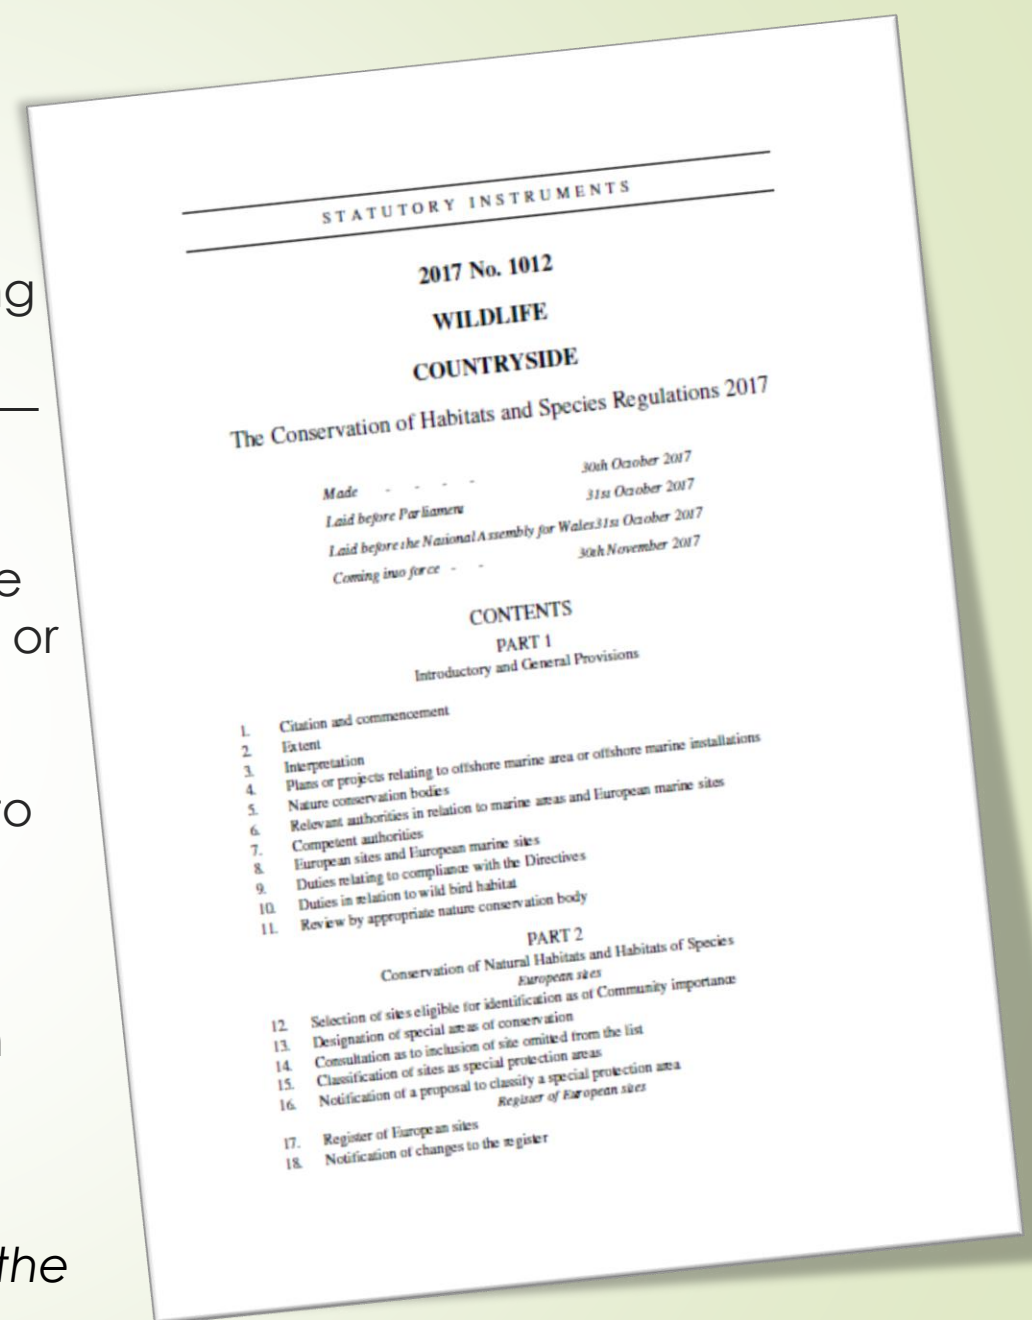 STATUTORY INSTRUMENTS
2017 No. 1012
WILDLIFE
COUNTRYSIDE
The Conservation of Habitats and Species Regulations 2017
Made - - - - 30th October 2017
Laid before Parliament 31st October 2017
Laid before the National Assembly for Wales 31st October 2017
Coming into force - - 30th November 2017
CONTENTS
PART 1
Introductory and General Provisions
1. Citation and commencement
2. Extent
3. Interpretation
4. Plans or projects relating to offshore marine area or offshore marine installations
5. Nature conservation bodies
6. Relevant authorities in relation to marine areas and European marine sites
7. Competent authorities
8. European sites and European marine sites
9. Duties relating to compliance with the Directives
10. Duties in relation to wild bird habitat
11. Review by appropriate nature conservation body
PART 2
Conservation of Natural Habitats and Habitats of Species
European sites
12. Selection of sites eligible for identification as of Community importance
13. Designation of special areas of conservation
14. Consultation as to inclusion of site omitted from the list
15. Classification of sites as special protection areas
16. Notification of a proposal to classify a special protection area
Register of European sites
17. Register of European sites
18. Notification of changes to the register
or
the